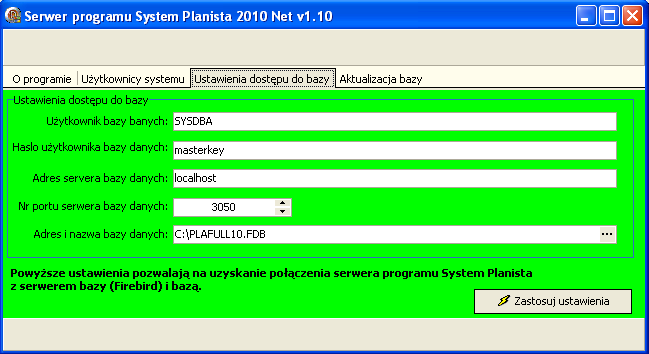 Serwer programu System Planista 2010 Net v1.10
O programie Użytkownicy systemu Ustawienia dostępu do bazy Aktualizacja bazy
Ustawienia dostępu do bazy
Użytkownik bazy banych: SYSDBA
Hasło użytkownika bazy danych: masterkey
Adres servera bazy danych: localhost
Nr portu serwera bazy danych: 3050
Adres i nazwa bazy danych: C:\PLAFULL10.FDB ...
Powyższe ustawienia pozwalają na uzyskanie połączenia serwera programu System Planista
z serwerem bazy (Firebird) i bazą.
Zastosuj ustawienia